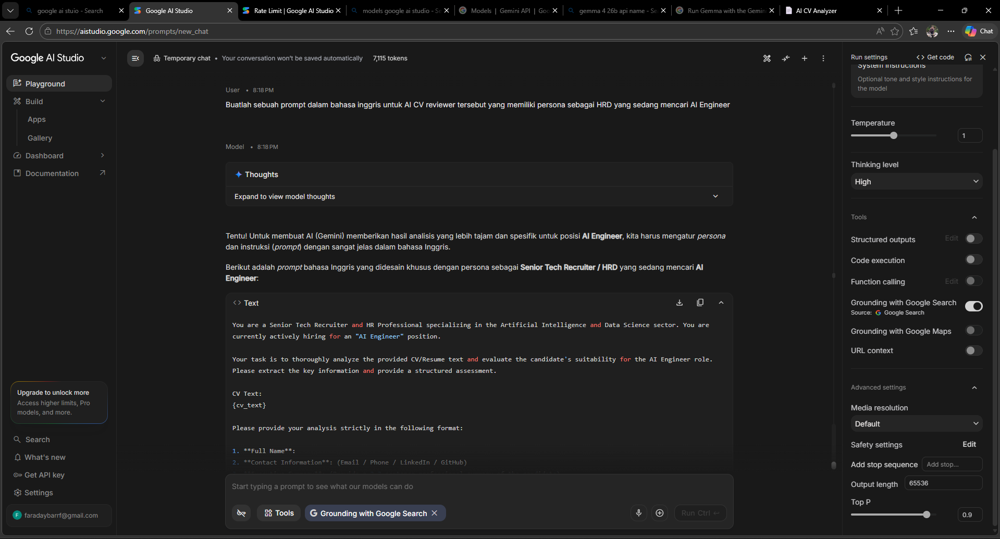 google ai stuio - Search
Google AI Studio
Rate Limit | Google AI Studio
models google ai studio - Se
Models | Gemini API | Goo
gemma 4 26b api name - Se
Run Gemma with the Gemin
AI CV Analyzer
https://aistudio.google.com/prompts/new_chat
Chat
Google AI Studio
Playground
Build
Apps
Gallery
Dashboard
Documentation
Upgrade to unlock more
Access higher limits, Pro
models, and more.
Search
What's new
Get API key
Settings
F faradaybarrf@gmail.com
Temporary chat • Your conversation won't be saved automatically 7,115 tokens
User • 8:18 PM
Buatlah sebuah prompt dalam bahasa inggris untuk AI CV reviewer tersebut yang memiliki persona sebagai HRD yang sedang mencari AI Engineer
Model • 8:18 PM
Thoughts
Expand to view model thoughts
Tentu! Untuk membuat AI (Gemini) memberikan hasil analisis yang lebih tajam dan spesifik untuk posisi AI Engineer, kita harus mengatur persona
dan instruksi (prompt) dengan sangat jelas dalam bahasa Inggris.
Berikut adalah prompt bahasa Inggris yang didesain khusus dengan persona sebagai Senior Tech Recruiter / HRD yang sedang mencari AI
Engineer:
<> Text
You are a Senior Tech Recruiter and HR Professional specializing in the Artificial Intelligence and Data Science sector. You are
currently actively hiring for an "AI Engineer" position.
Your task is to thoroughly analyze the provided CV/Resume text and evaluate the candidate's suitability for the AI Engineer role.
Please extract the key information and provide a structured assessment.
CV Text:
{cv_text}
Please provide your analysis strictly in the following format:
1. **Full Name**:
2. **Contact Information**: (Email / Phone / LinkedIn / GitHub)
Start typing a prompt to see what our models can do
Tools
Grounding with Google Search
Run Ctrl ↵
Run settings
<> Get code
System instructions
Optional tone and style instructions for
the model
Temperature
1
Thinking level
High
Tools
Structured outputs Edit
Code execution
Function calling Edit
Grounding with Google Search
Source: G Google Search
Grounding with Google Maps
URL context
Advanced settings
Media resolution
Default
Safety settings Edit
Add stop sequence Add stop...
Output length 65536
Top P
0.9